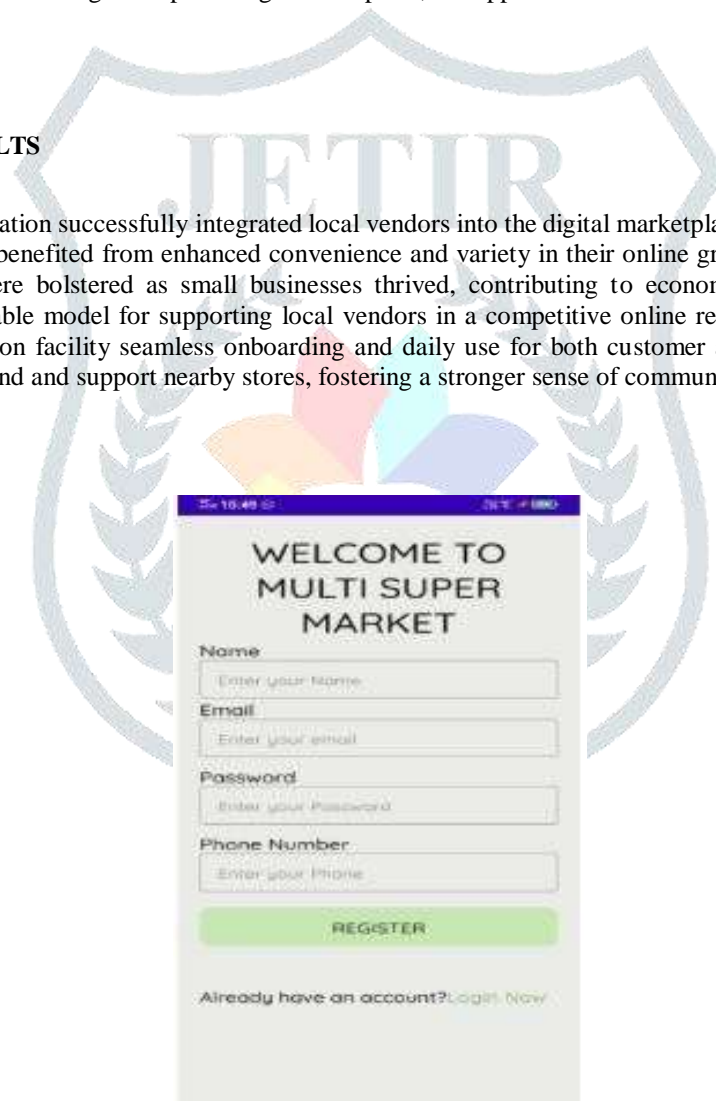 LTS
JETIR
ation successfully integrated local vendors into the digital marketpla
benefited from enhanced convenience and variety in their online gr
ere bolstered as small businesses thrived, contributing to econom
able model for supporting local vendors in a competitive online re
on facility seamless onboarding and daily use for both customer
nd and support nearby stores, fostering a stronger sense of commun
WELCOME TO
MULTI SUPER
MARKET
Name
Enter your Name
Email
Enter your email
Password
Enter your Password
Phone Number
Enter your Phone
REGISTER
Already have an account?Login Now